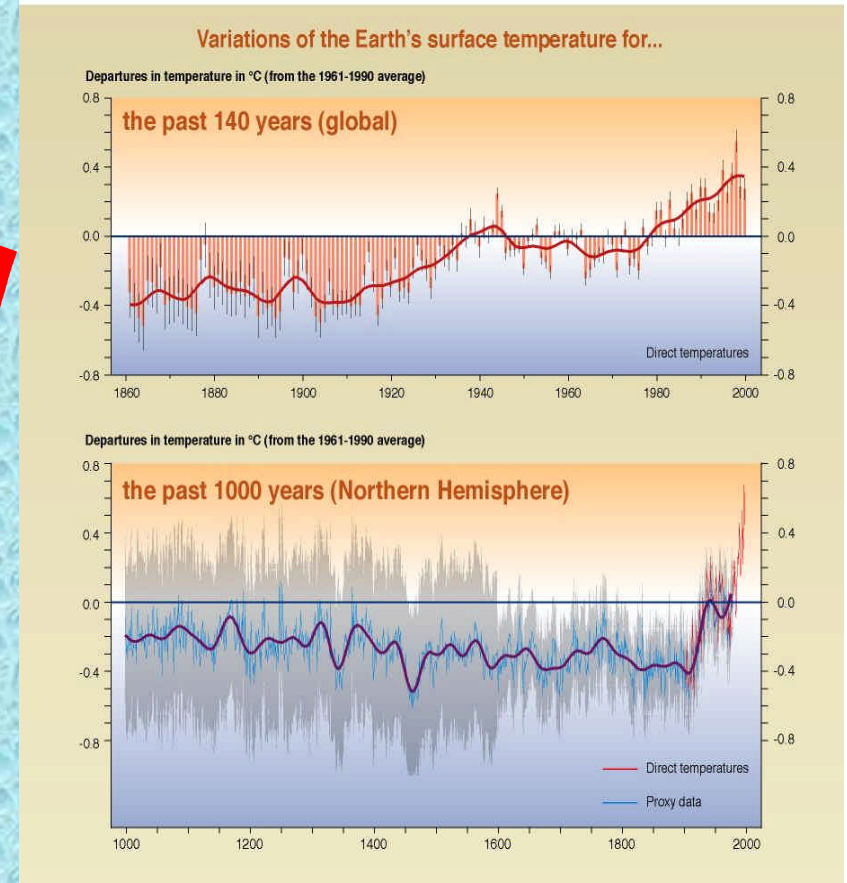 Variations of the Earth's surface temperature for...
Departures in temperature in °C (from the 1961-1990 average)
the past 140 years (global)
0.8 0.8
0.4 0.4
0.0 0.0
-0.4 -0.4
Direct temperatures
-0.8 -0.8
1860 1880 1900 1920 1940 1960 1980 2000
Departures in temperature in °C (from the 1961-1990 average)
0.8 0.8
the past 1000 years (Northern Hemisphere)
0.4 0.4
0.0 0.0
-0.4 -0.4
-0.8 -0.8
Direct temperatures
Proxy data
1000 1200 1400 1600 1800 2000